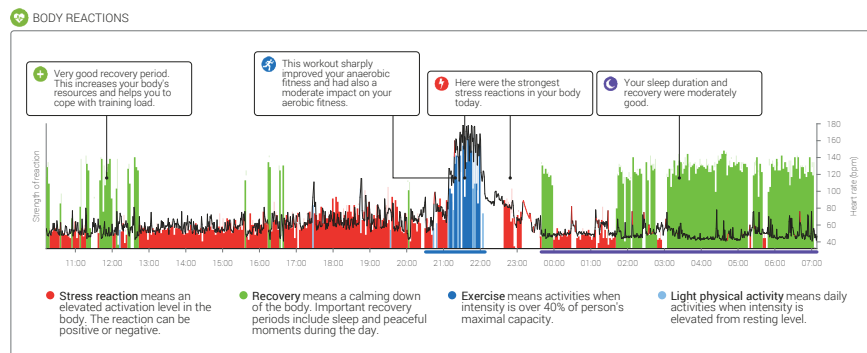 BODY REACTIONS
Very good recovery period.
This increases your body's
resources and helps you to
cope with training load.
This workout sharply
improved your anaerobic
fitness and had also a
moderate impact on your
aerobic fitness.
Here were the strongest
stress reactions in your body
today.
Your sleep duration and
recovery were moderately
good.
Strength of reaction
180
160
140
120
100
80
60
40
Heart rate (bpm)
11:00 12:00 13:00 14:00 15:00 16:00 17:00 18:00 19:00 20:00 21:00 22:00 23:00 00:00 01:00 02:00 03:00 04:00 05:00 06:00 07:00
Stress reaction means an
elevated activation level in the
body. The reaction can be
positive or negative.
Recovery means a calming down
of the body. Important recovery
periods include sleep and peaceful
moments during the day.
Exercise means activities when
intensity is over 40% of person's
maximal capacity.
Light physical activity means daily
activities when intensity is
elevated from resting level.